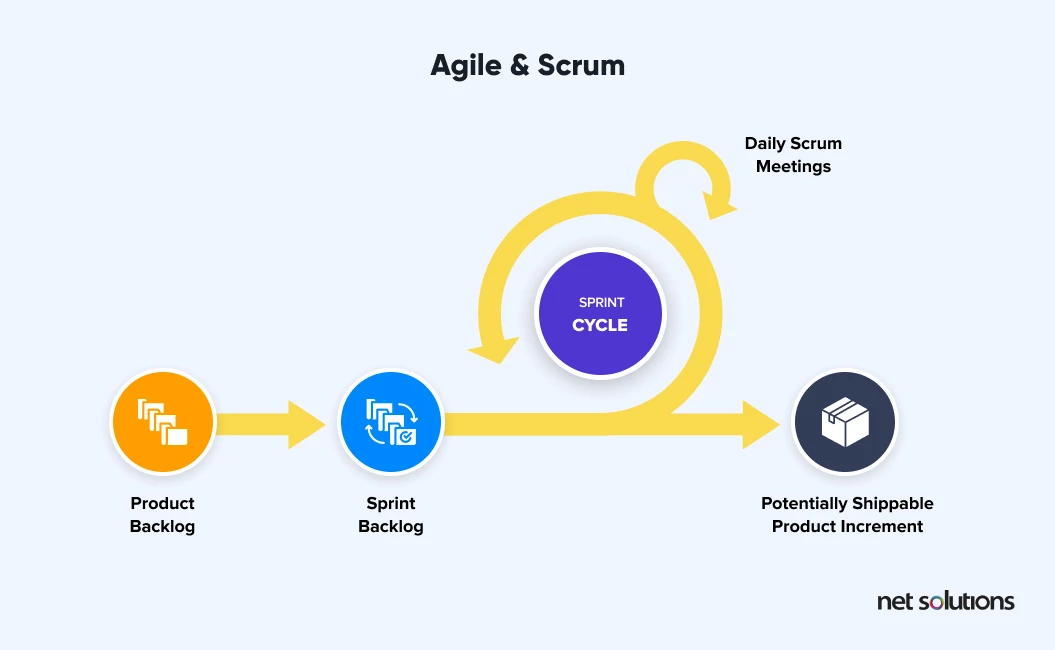 Agile & Scrum
Daily Scrum
Meetings
SPRINT
CYCLE
Product
Backlog
Sprint
Backlog
Potentially Shippable
Product Increment
net solutions